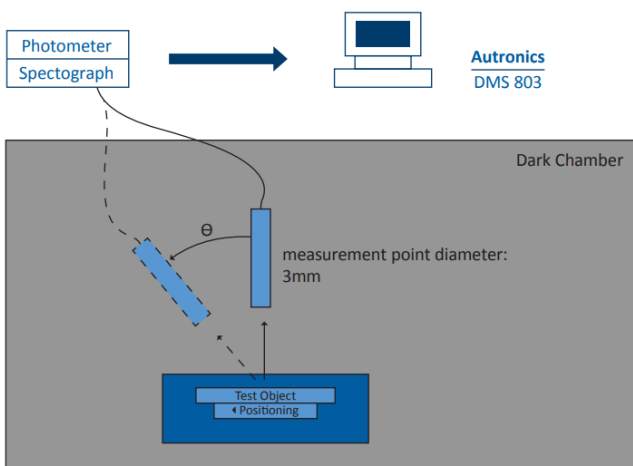 Photometer
Spectograph
Autronics
DMS 803
Dark Chamber
Ө
measurement point diameter:
3mm
Test Object
Positioning